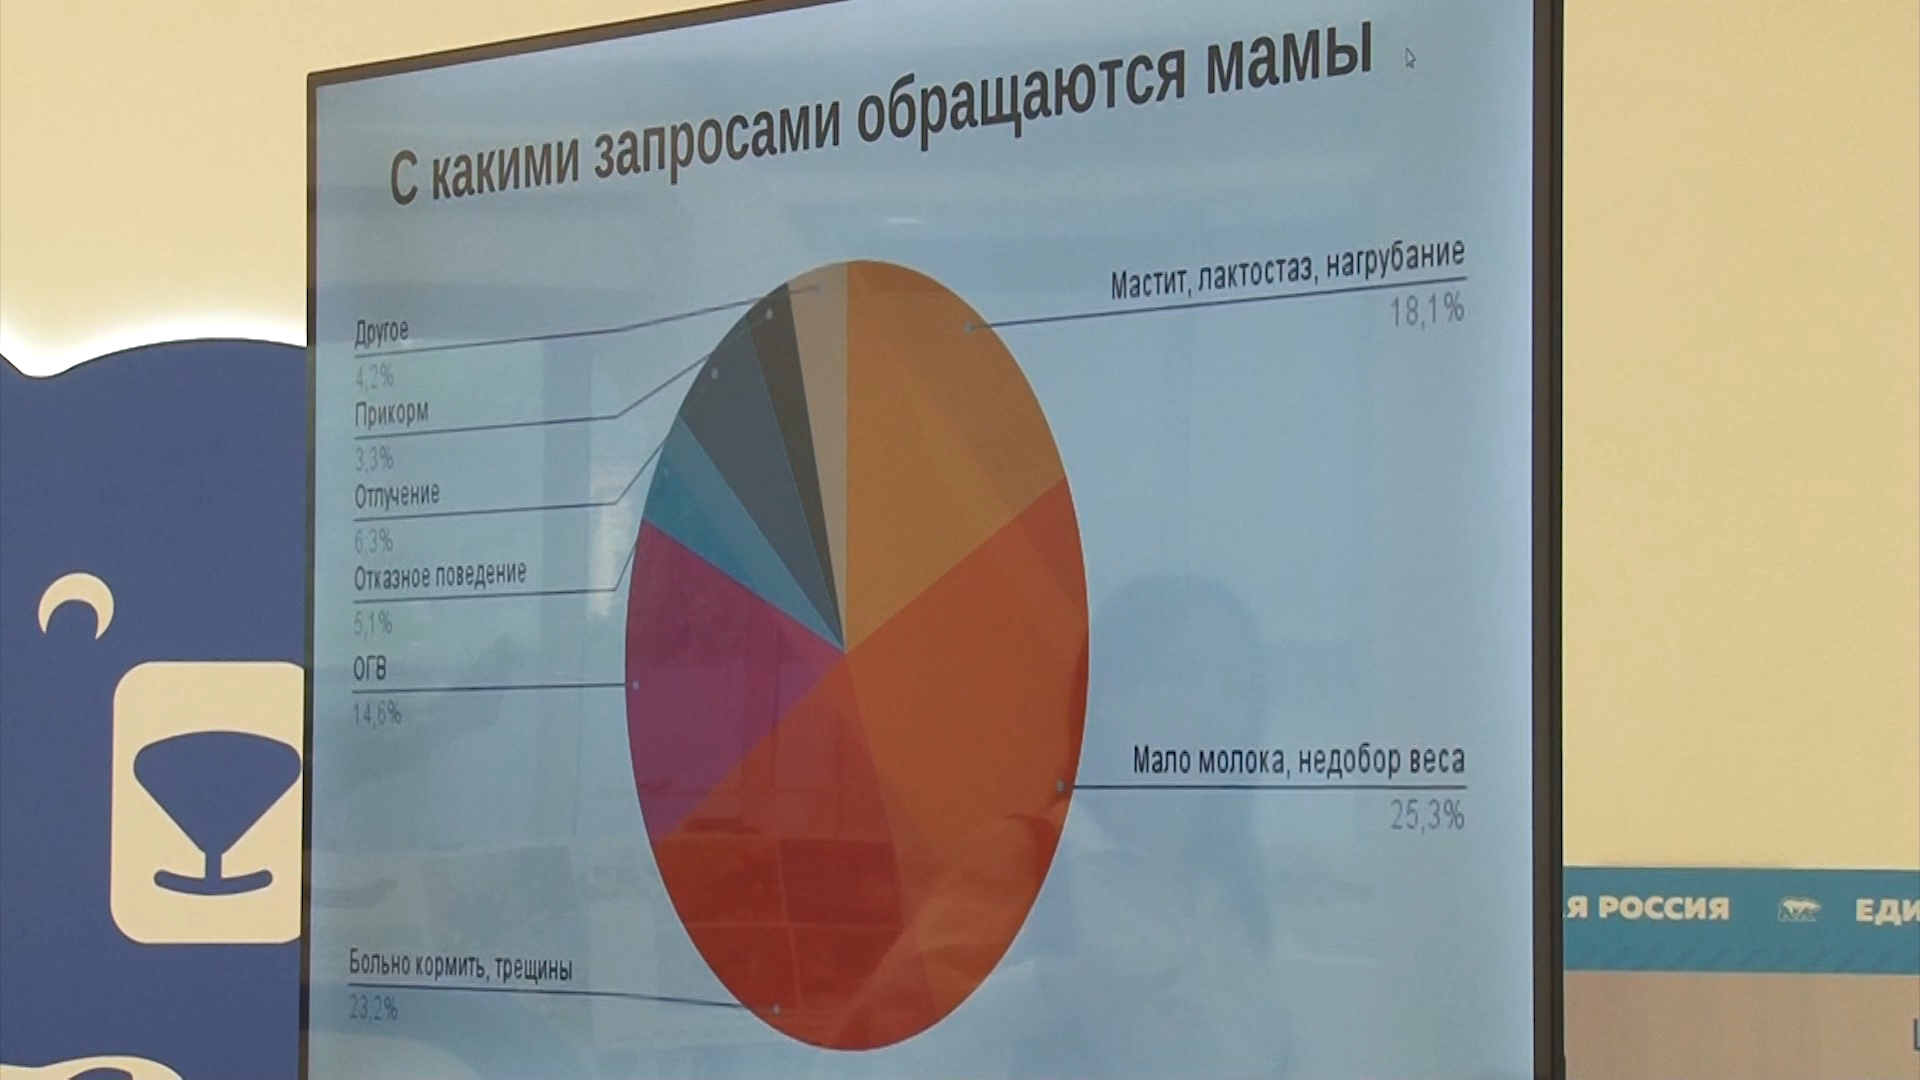 С какими запросами обращаются мамы
Мастит, лактостаз, нагрубание
18,1%
Другое
4,2%
Прикорм
3,3%
Отлучение
6,3%
Отказное поведение
5,1%
ОГВ
14,6%
Мало молока, недобор веса
25,3%
Больно кормить, трещины
23,2%
Я РОССИЯ ЕДИ